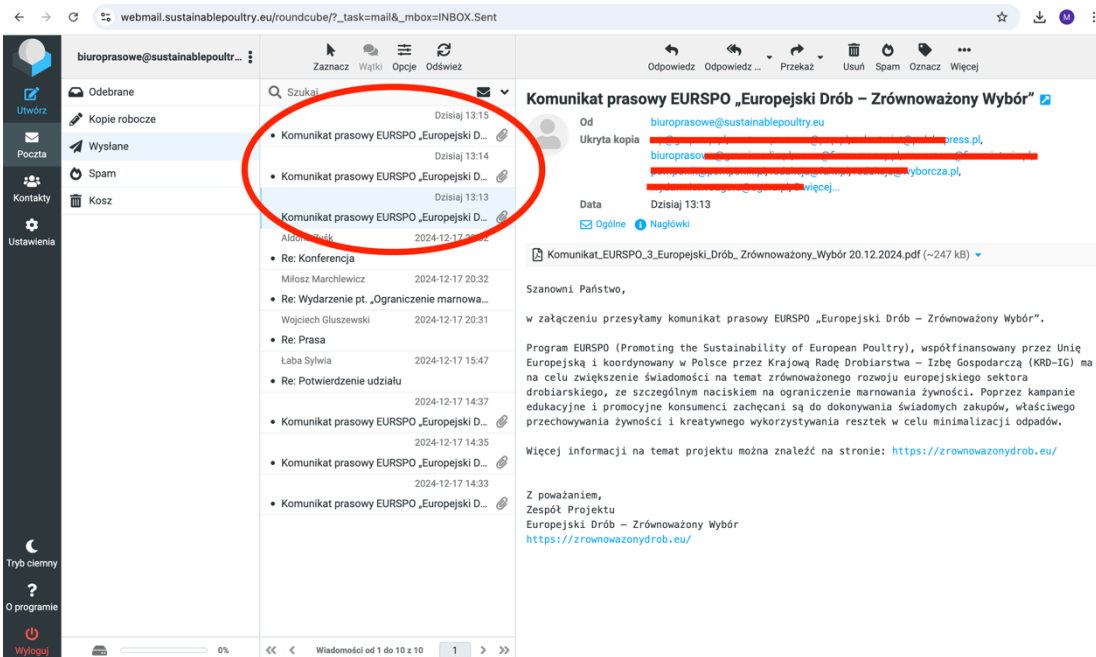 webmail.sustainablepoultry.eu/roundcube/?_task=mail&_mbox=INBOX.Sent
M
Utwórz
Poczta
Kontakty
Ustawienia
Tryb ciemny
O programie
Wyloguj
biuroprasowe@sustainablepoultr...
Odebrane
Kopie robocze
Wysłane
Spam
Kosz
0%
Zaznacz Wątki Opcje Odśwież
Szukaj
Dzisiaj 13:15
Komunikat prasowy EURSPO „Europejski D...
Dzisiaj 13:14
Komunikat prasowy EURSPO „Europejski D...
Dzisiaj 13:13
Komunikat prasowy EURSPO „Europejski D...
2024-12-17
Re: Konferencja
Miłosz Marchlewicz 2024-12-17 20:32
Re: Wydarzenie pt. „Ograniczenie marnowa...
Wojciech Gluszewski 2024-12-17 20:31
Re: Prasa
Łaba Sylwia 2024-12-17 15:47
Re: Potwierdzenie udziału
2024-12-17 14:37
Komunikat prasowy EURSPO „Europejski D...
2024-12-17 14:35
Komunikat prasowy EURSPO „Europejski D...
2024-12-17 14:33
Komunikat prasowy EURSPO „Europejski D...
Wiadomości od 1 do 10 z 10 1
Odpowiedz Odpowiedz ... Przekaż Usuń Spam Oznacz Więcej
Komunikat prasowy EURSPO „Europejski Drób – Zrównoważony Wybór”
Od biuroprasowe@sustainablepoultry.eu
Ukryta kopia press.pl,
więcej...
Data Dzisiaj 13:13
Ogólne Nagłówki
Komunikat_EURSPO_3_Europejski_Drób_ Zrównoważony_Wybór 20.12.2024.pdf (~247 kB)
Szanowni Państwo,
w załączeniu przesyłamy komunikat prasowy EURSPO „Europejski Drób – Zrównoważony Wybór”.
Program EURSPO (Promoting the Sustainability of European Poultry), współfinansowany przez Unię
Europejską i koordynowany w Polsce przez Krajową Radę Drobiarstwa – Izbę Gospodarczą (KRD-IG) ma
na celu zwiększenie świadomości na temat zrównoważonego rozwoju europejskiego sektora
drobiarskiego, ze szczególnym naciskiem na ograniczenie marnowania żywności. Poprzez kampanie
edukacyjne i promocyjne konsumenci zachęcani są do dokonywania świadomych zakupów, właściwego
przechowywania żywności i kreatywnego wykorzystywania resztek w celu minimalizacji odpadów.
Więcej informacji na temat projektu można znaleźć na stronie: https://zrownowazonydrob.eu/
Z poważaniem,
Zespół Projektu
Europejski Drób – Zrównoważony Wybór
https://zrownowazonydrob.eu/